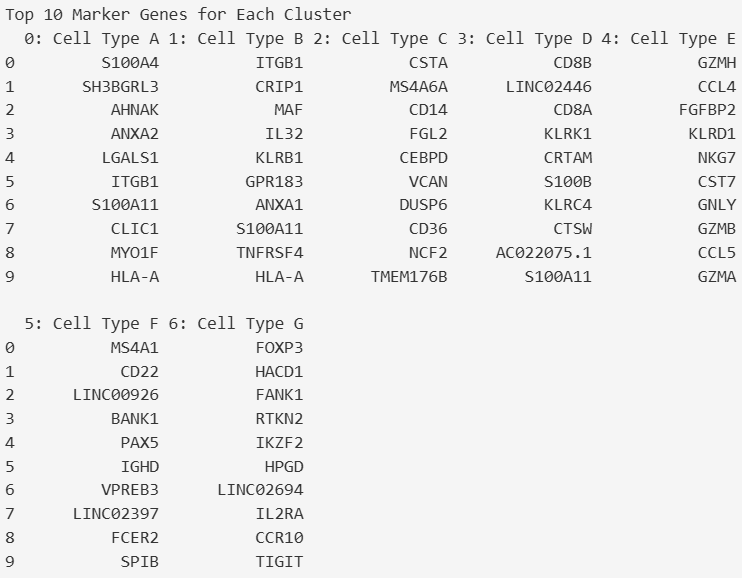 Top 10 Marker Genes for Each Cluster
0: Cell Type A 1: Cell Type B 2: Cell Type C 3: Cell Type D 4: Cell Type E
0 S100A4 ITGB1 CSTA CD8B GZMH
1 SH3BGRL3 CRIP1 MS4A6A LINC02446 CCL4
2 AHNAK MAF CD14 CD8A FGFBP2
3 ANXA2 IL32 FGL2 KLRK1 KLRD1
4 LGALS1 KLRB1 CEBPD CRTAM NKG7
5 ITGB1 GPR183 VCAN S100B CST7
6 S100A11 ANXA1 DUSP6 KLRC4 GNLY
7 CLIC1 S100A11 CD36 CTSW GZMB
8 MYO1F TNFRSF4 NCF2 AC022075.1 CCL5
9 HLA-A HLA-A TMEM176B S100A11 GZMA
5: Cell Type F 6: Cell Type G
0 MS4A1 FOXP3
1 CD22 HACD1
2 LINC00926 FANK1
3 BANK1 RTKN2
4 PAX5 IKZF2
5 IGHD HPGD
6 VPREB3 LINC02694
7 LINC02397 IL2RA
8 FCER2 CCR10
9 SPIB TIGIT